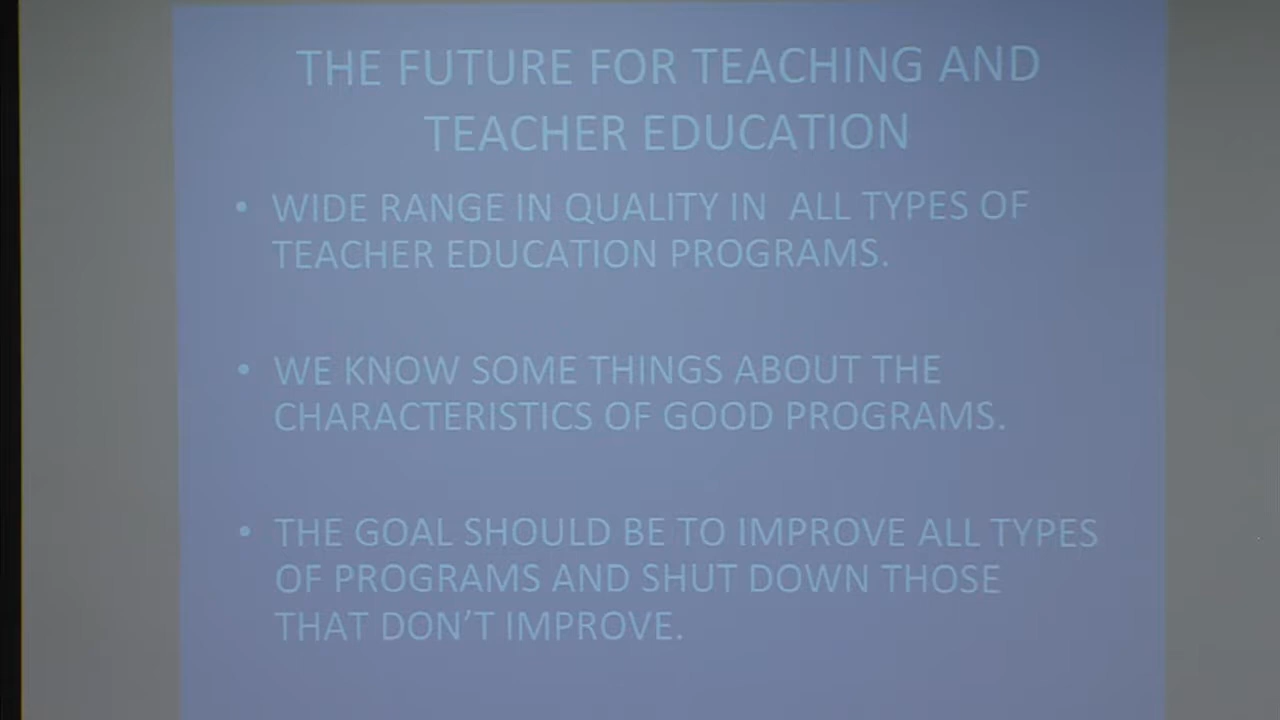 THE FUTURE FOR TEACHING AND
TEACHER EDUCATION
• WIDE RANGE IN QUALITY IN  ALL TYPES OF
TEACHER EDUCATION PROGRAMS.
• WE KNOW SOME THINGS ABOUT THE
CHARACTERISTICS OF GOOD PROGRAMS.
• THE GOAL SHOULD BE TO IMPROVE ALL TYPES
OF PROGRAMS AND SHUT DOWN THOSE
THAT DON’T IMPROVE.